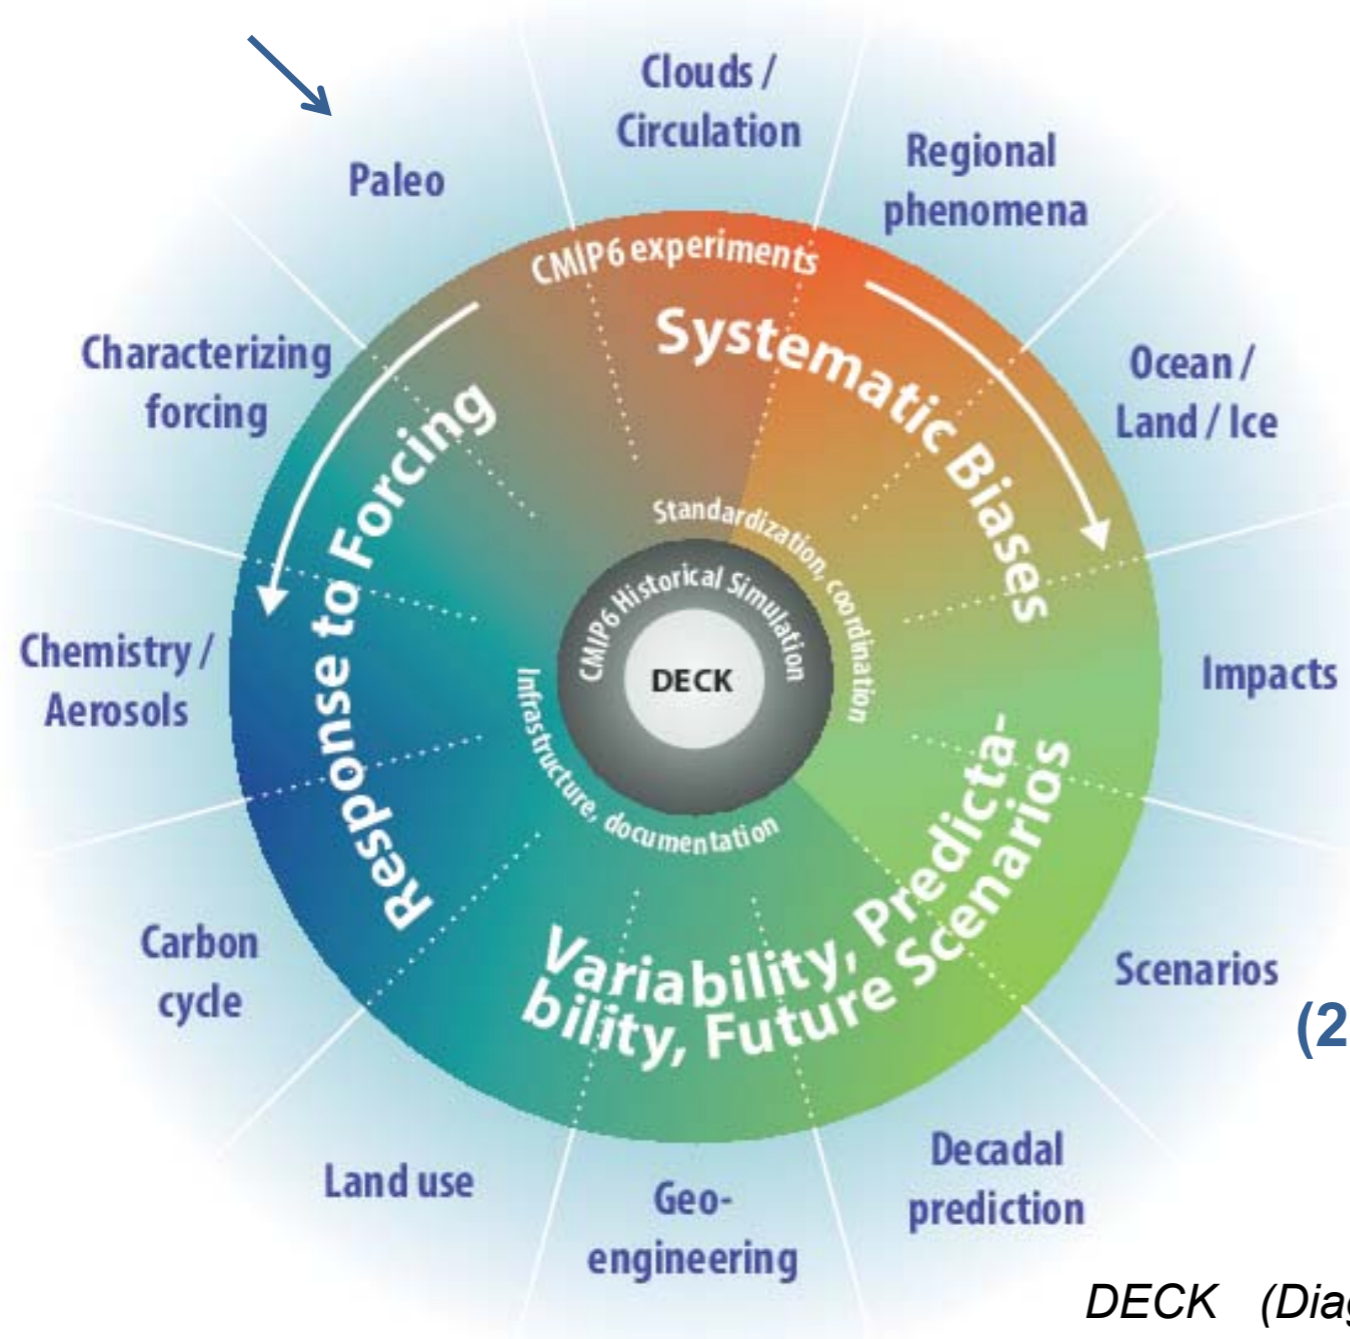 Clouds /
Circulation
Regional
phenomena
Paleo
CMIP6 experiments
Systematic Biases
Characterizing
forcing
Ocean /
Land / Ice
Response to Forcing
Standardization, coordination
CMIP6 Historical Simulation
DECK
Chemistry /
Aerosols
Impacts
Infrastructure, documentation
Variability, Predicta-
bility, Future Scenarios
Carbon
cycle
Scenarios
(2
Land use
Geo-
engineering
Decadal
prediction
DECK (Diag